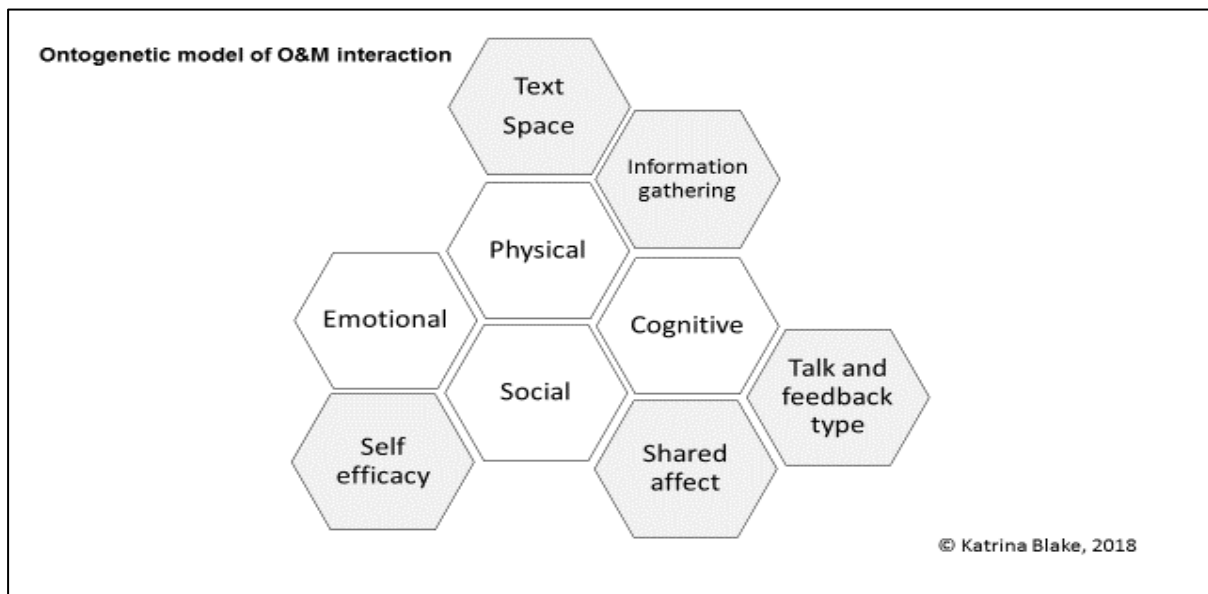 Ontogenetic model of O&M interaction
Text
Space
Information
gathering
Physical
Emotional
Cognitive
Social
Talk and
feedback
type
Self
efficacy
Shared
affect
© Katrina Blake, 2018